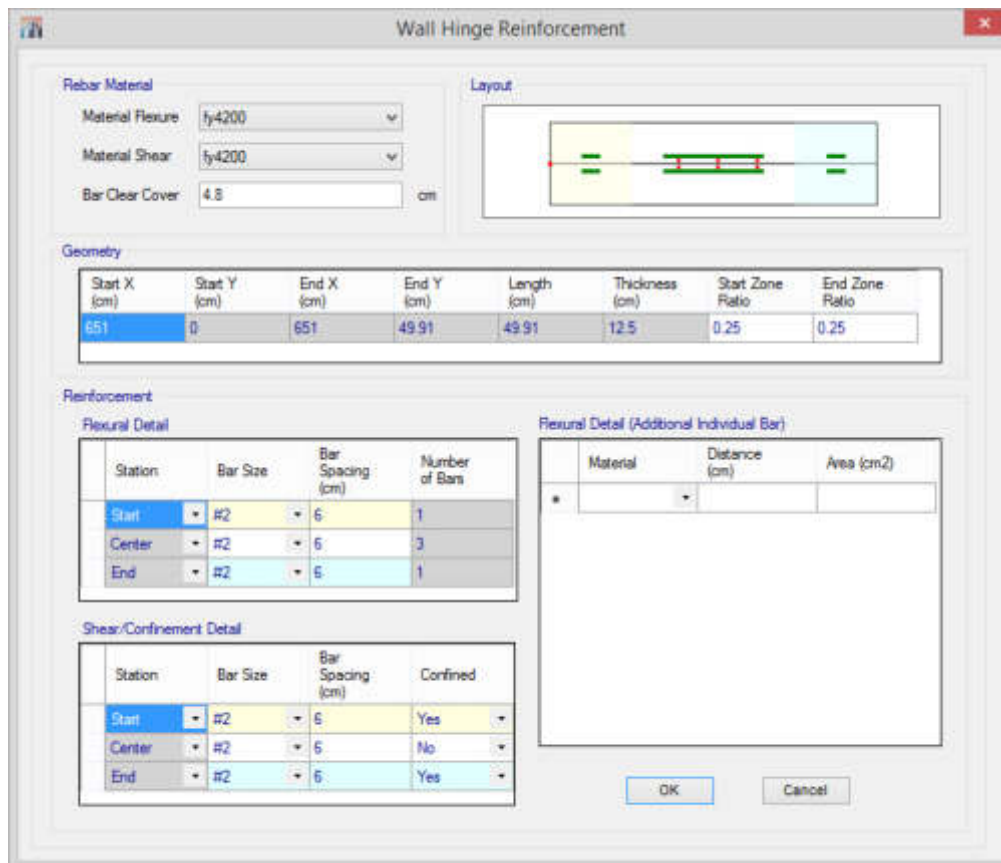 Wall Hinge Reinforcement
Rebar Material
Material Flexure fy4200
Material Shear fy4200
Bar Clear Cover 4.8 cm
Layout
Geometry
Start X (cm) Start Y (cm) End X (cm) End Y (cm) Length (cm) Thickness (cm) Start Zone Ratio End Zone Ratio
651 0 651 49.91 49.91 12.5 0.25 0.25
Reinforcement
Flexural Detail
Station Bar Size Bar Spacing (cm) Number of Bars
Start #2 6 1
Center #2 6 3
End #2 6 1
Shear/Confinement Detail
Station Bar Size Bar Spacing (cm) Confined
Start #2 6 Yes
Center #2 6 No
End #2 6 Yes
Flexural Detail (Additional Individual Bar)
Material Distance (cm) Area (cm2)
*
OK Cancel